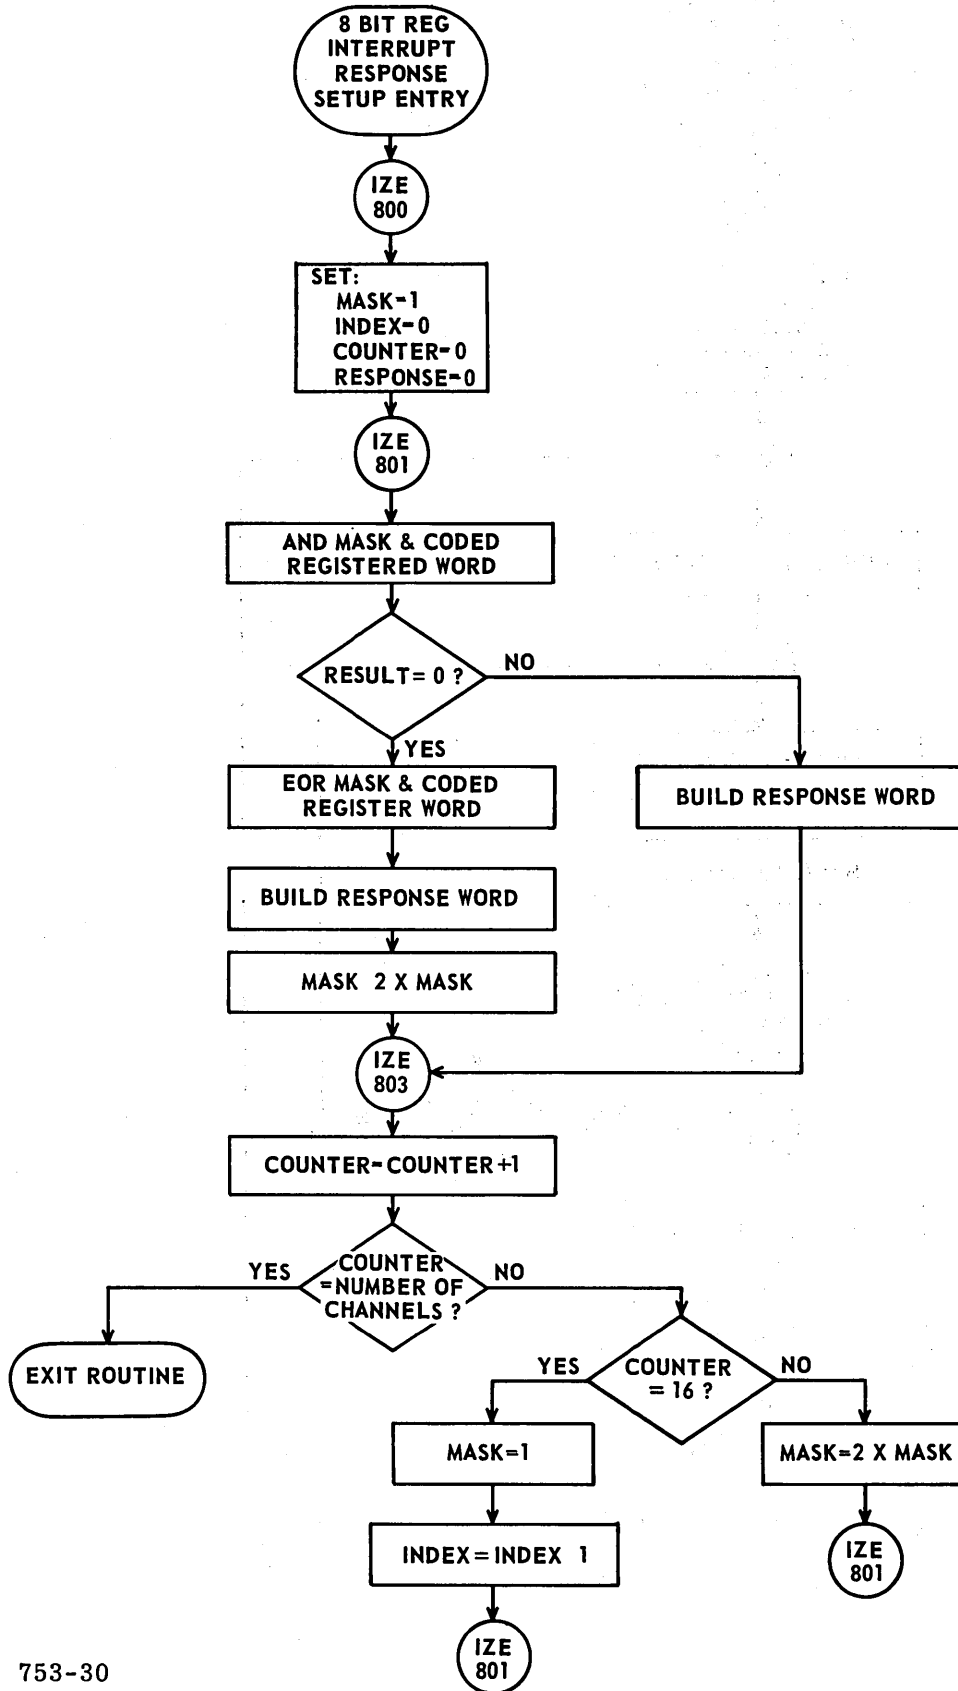 8 BIT REG
INTERRUPT
RESPONSE
SETUP ENTRY
IZE
800
SET:
MASK=1
INDEX=0
COUNTER=0
RESPONSE=0
IZE
801
AND MASK & CODED
REGISTERED WORD
RESULT= 0 ?
NO
YES
EOR MASK & CODED
REGISTER WORD
BUILD RESPONSE WORD
BUILD RESPONSE WORD
MASK 2 X MASK
IZE
803
COUNTER=COUNTER+1
COUNTER
=NUMBER OF
CHANNELS ?
YES
NO
EXIT ROUTINE
COUNTER
= 16 ?
YES
NO
MASK=1
MASK=2 X MASK
INDEX=INDEX 1
IZE
801
IZE
801
753-30